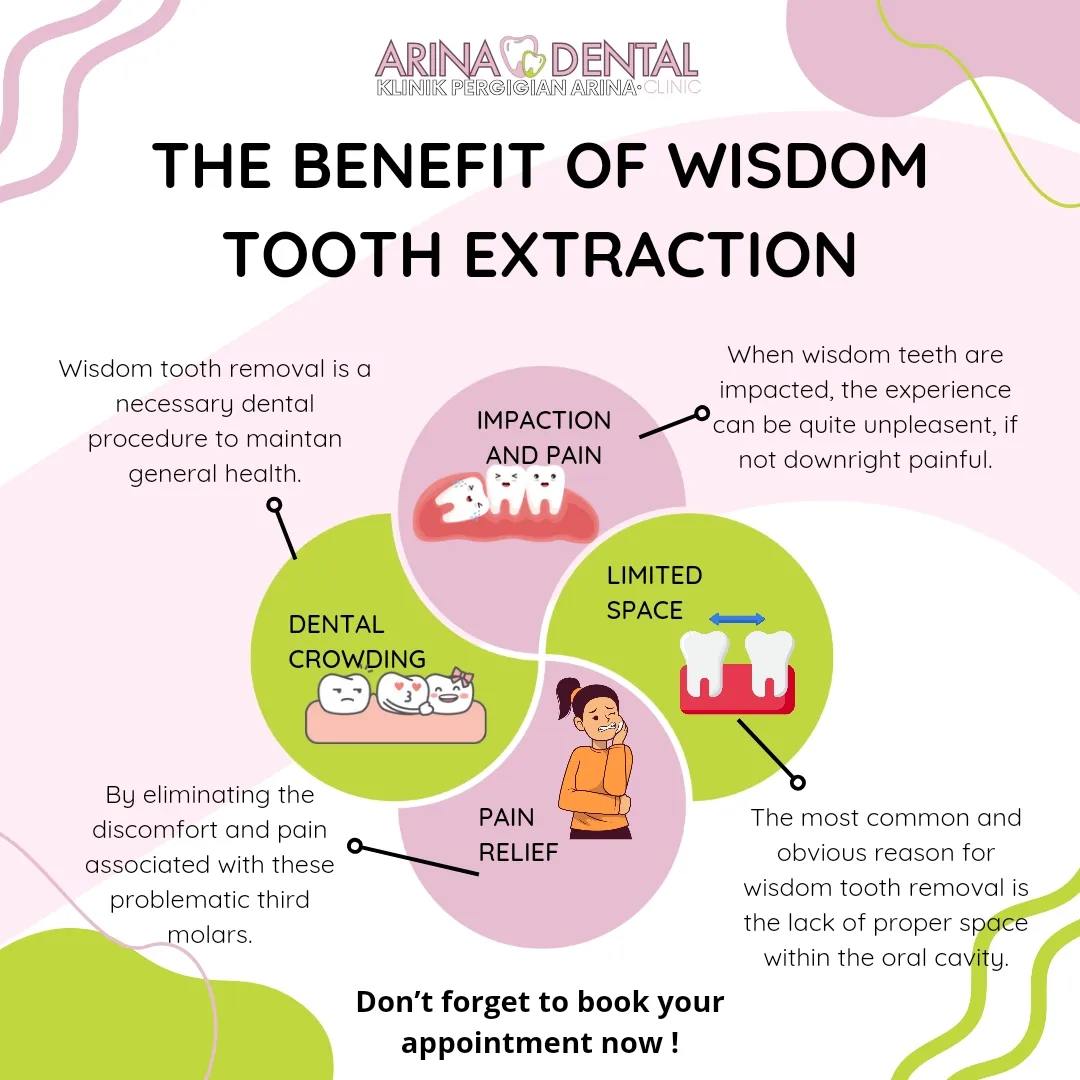 ARINA DENTAL
KLINIK PERGIGIAN ARINA•CLINIC
THE BENEFIT OF WISDOM
TOOTH EXTRACTION
Wisdom tooth removal is a
necessary dental
procedure to maintan
general health.
When wisdom teeth are
impacted, the experience
can be quite unpleasent, if
not downright painful.
IMPACTION
AND PAIN
LIMITED
SPACE
DENTAL
CROWDING
PAIN
RELIEF
By eliminating the
discomfort and pain
associated with these
problematic third
molars.
The most common and
obvious reason for
wisdom tooth removal is
the lack of proper space
within the oral cavity.
Don’t forget to book your
appointment now !